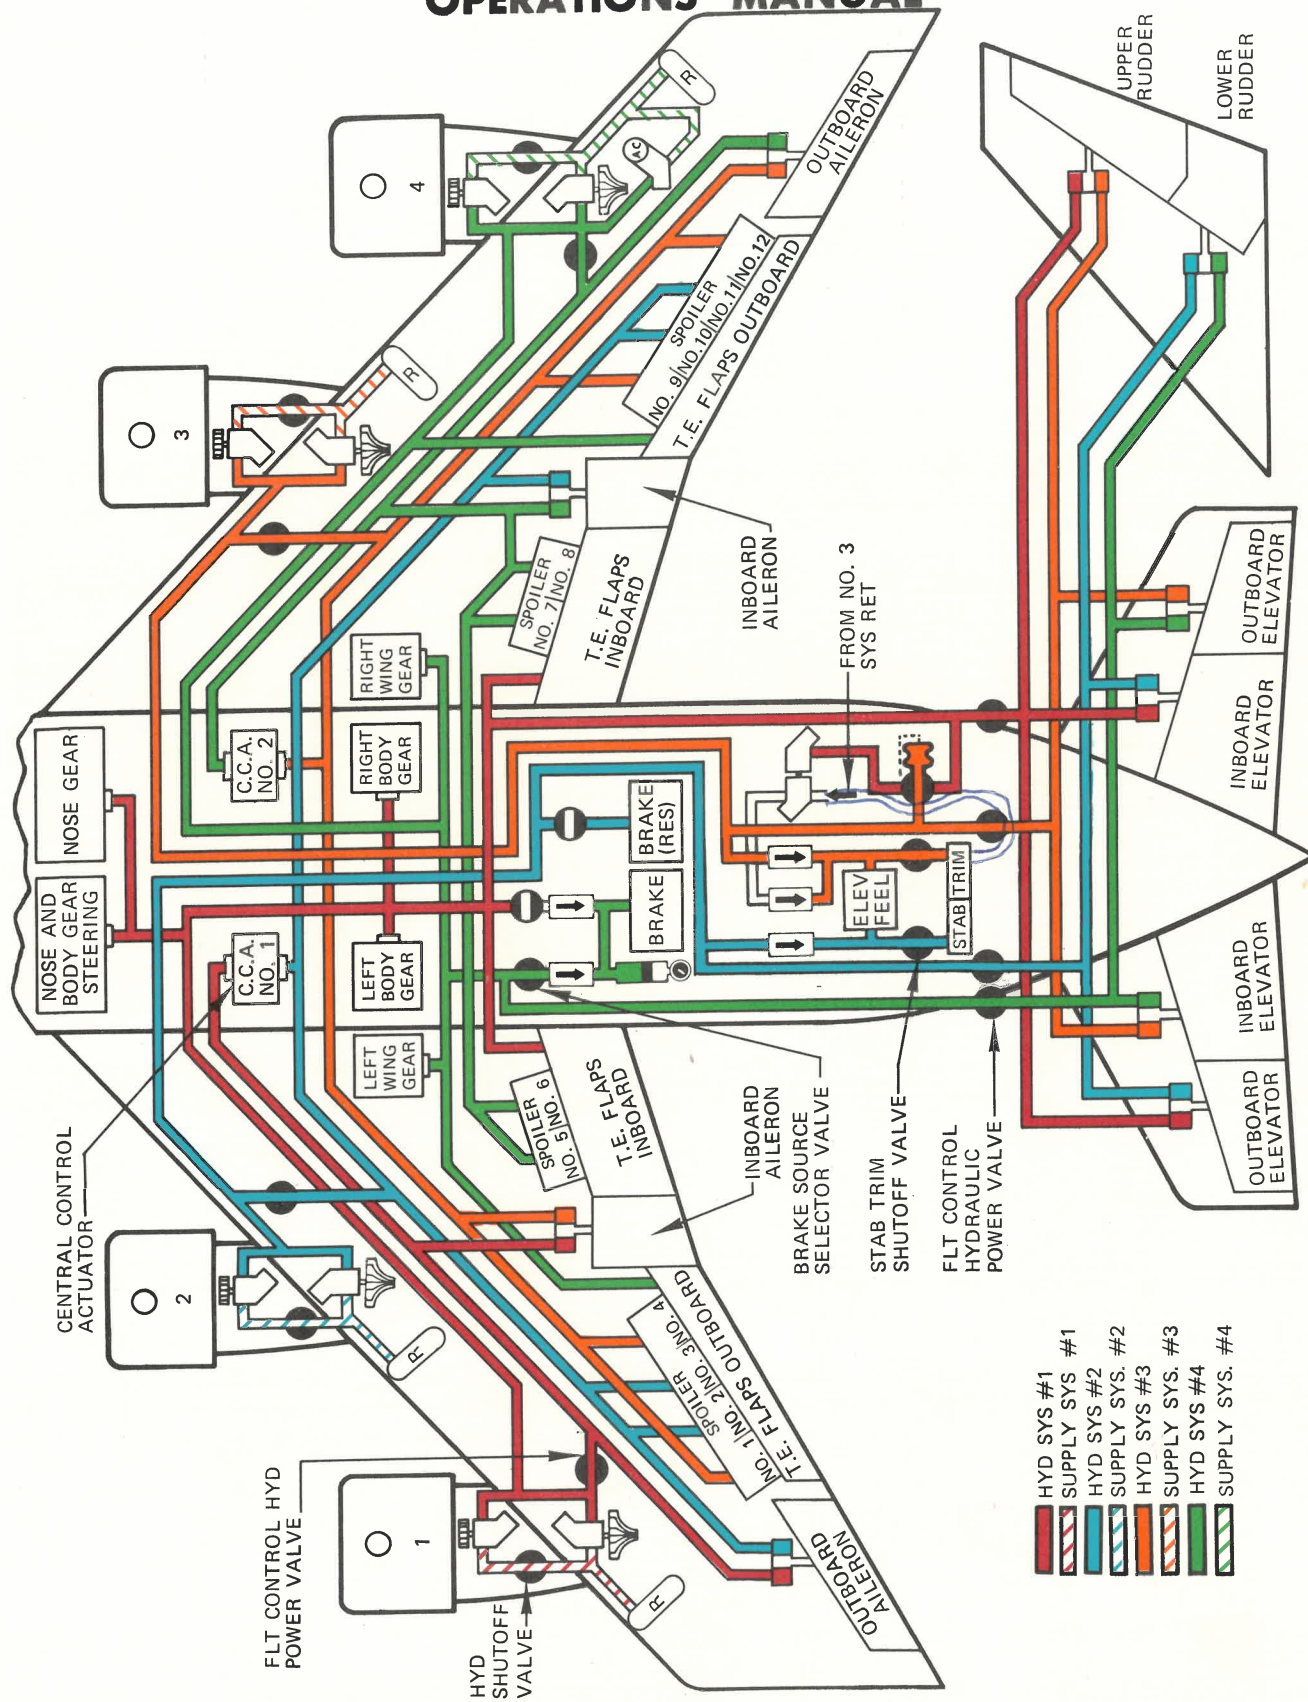 OPERATIONS MANUAL
4
R
AC
OUTBOARD
AILERON
UPPER
RUDDER
LOWER
RUDDER
3
R
SPOILER
NO. 9|NO.10|NO.11|NO.12
T.E. FLAPS OUTBOARD
SPOILER
NO. 7|NO. 8
T.E. FLAPS
INBOARD
INBOARD
AILERON
FROM NO. 3
SYS RET
NOSE GEAR
NOSE AND
BODY GEAR
STEERING
C.C.A.
NO. 2
C.C.A.
NO. 1
RIGHT
WING
GEAR
RIGHT
BODY
GEAR
LEFT
BODY
GEAR
LEFT
WING
GEAR
BRAKE
(RES)
BRAKE
ELEV
FEEL
STAB TRIM
OUTBOARD
ELEVATOR
INBOARD
ELEVATOR
INBOARD
ELEVATOR
OUTBOARD
ELEVATOR
CENTRAL CONTROL
ACTUATOR
2
R
SPOILER
NO. 5|NO. 6
T.E. FLAPS
INBOARD
INBOARD
AILERON
BRAKE SOURCE
SELECTOR VALVE
STAB TRIM
SHUTOFF VALVE
FLT CONTROL
HYDRAULIC
POWER VALVE
SPOILER
NO. 1|NO. 2|NO. 3|NO. 4
T.E. FLAPS OUTBOARD
FLT CONTROL HYD
POWER VALVE
1
R
HYD
SHUTOFF
VALVE
OUTBOARD
AILERON
HYD SYS #1
SUPPLY SYS #1
HYD SYS #2
SUPPLY SYS. #2
HYD SYS #3
SUPPLY SYS. #3
HYD SYS #4
SUPPLY SYS. #4